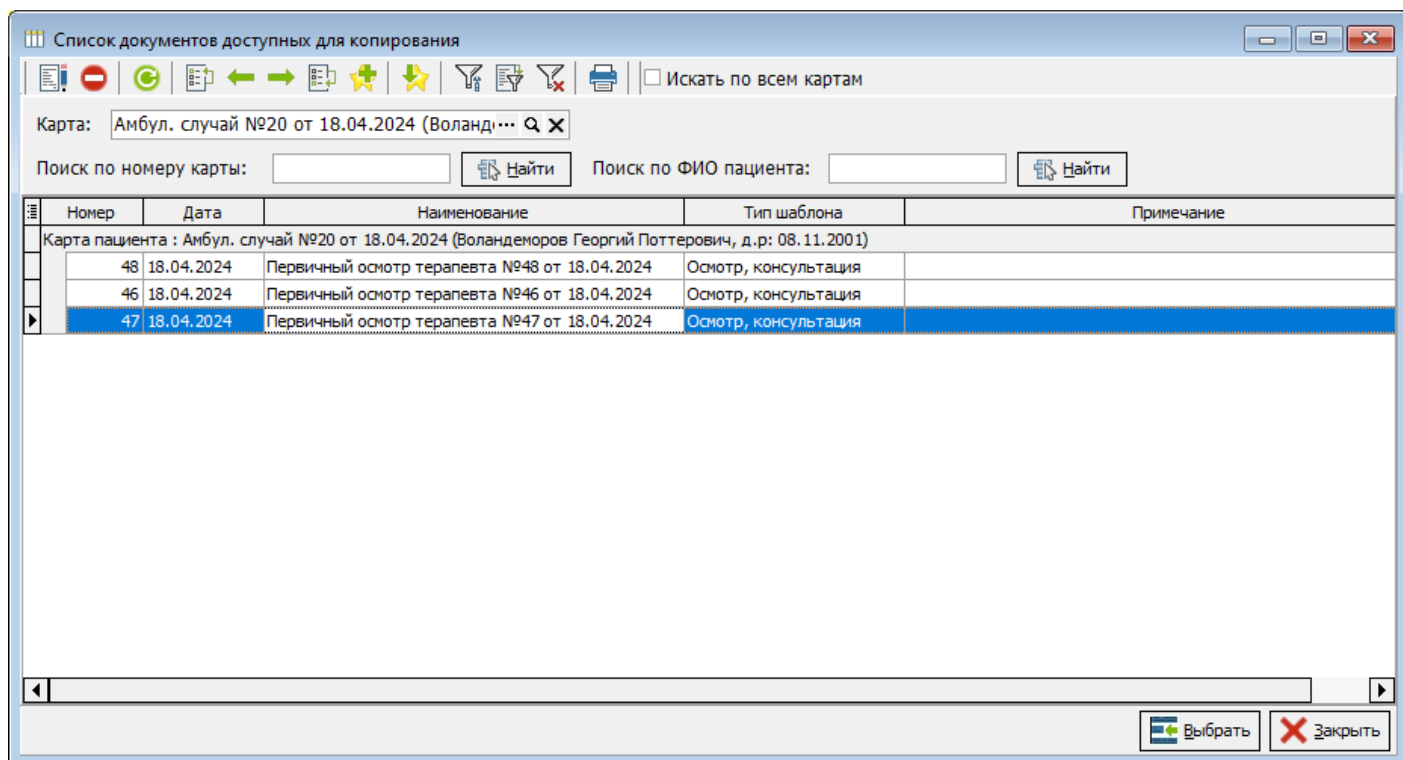 Список документов доступных для копирования
Искать по всем картам
Карта: Амбул. случай №20 от 18.04.2024 (Воланд
Поиск по номеру карты: Найти Поиск по ФИО пациента: Найти
Номер Дата Наименование Тип шаблона Примечание
Карта пациента : Амбул. случай №20 от 18.04.2024 (Воландеморов Георгий Поттерович, д.р: 08.11.2001)
48 18.04.2024 Первичный осмотр терапевта №48 от 18.04.2024 Осмотр, консультация
46 18.04.2024 Первичный осмотр терапевта №46 от 18.04.2024 Осмотр, консультация
47 18.04.2024 Первичный осмотр терапевта №47 от 18.04.2024 Осмотр, консультация
Выбрать Закрыть